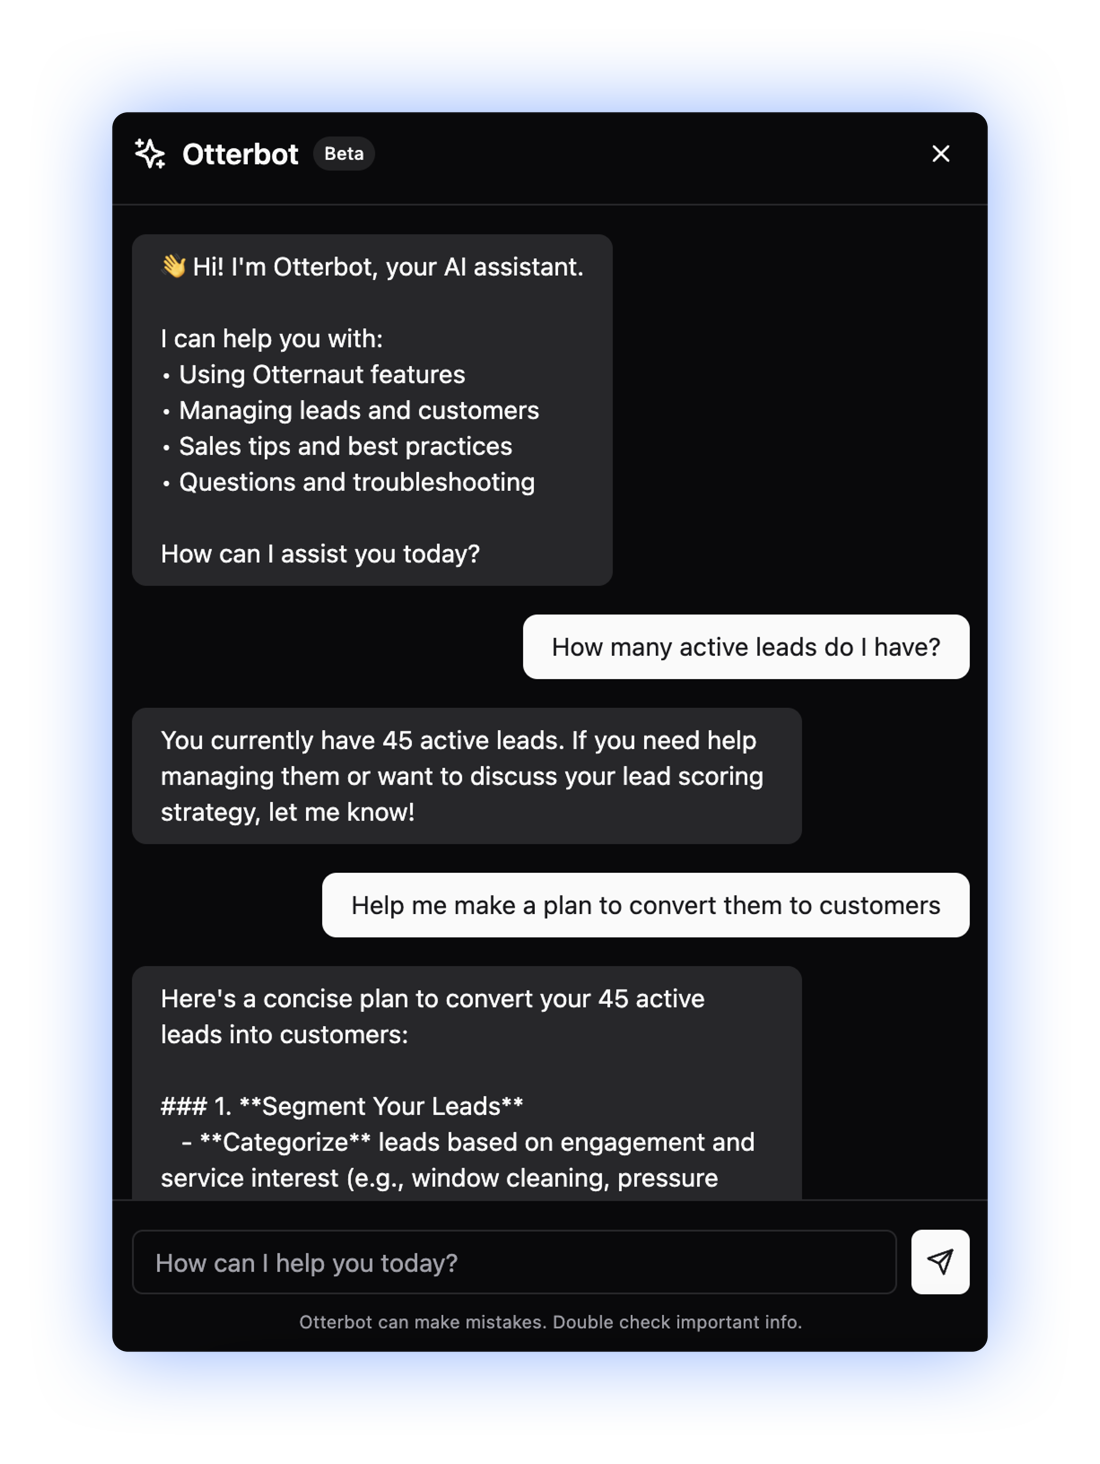 Otterbot Beta
👋 Hi! I'm Otterbot, your AI assistant.
I can help you with:
• Using Otternaut features
• Managing leads and customers
• Sales tips and best practices
• Questions and troubleshooting
How can I assist you today?
How many active leads do I have?
You currently have 45 active leads. If you need help
managing them or want to discuss your lead scoring
strategy, let me know!
Help me make a plan to convert them to customers
Here's a concise plan to convert your 45 active
leads into customers:
### 1. **Segment Your Leads**
- **Categorize** leads based on engagement and
service interest (e.g., window cleaning, pressure
How can I help you today?
Otterbot can make mistakes. Double check important info.